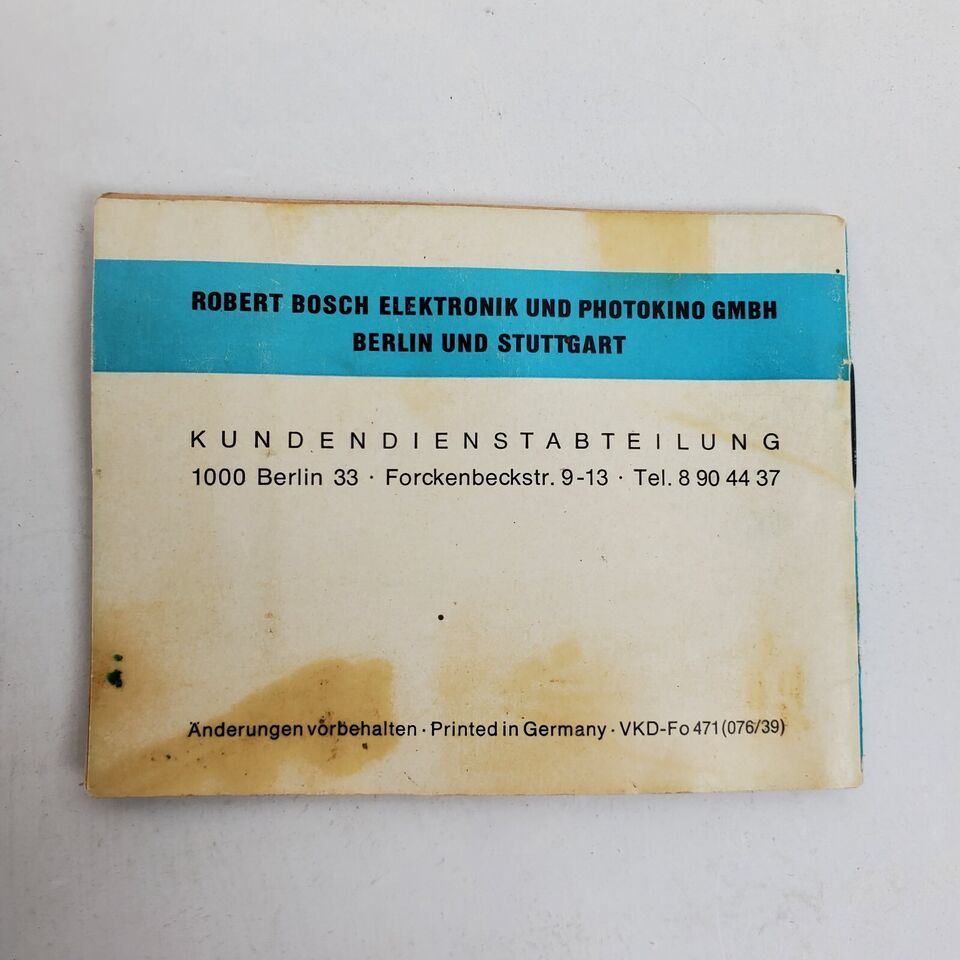 ROBERT BOSCH ELEKTRONIK UND PHOTOKINO GMBH
BERLIN UND STUTTGART
KUNDENDIENSTABTEILUNG
1000 Berlin 33 · Forckenbeckstr. 9-13 · Tel. 8 90 44 37
Änderungen vorbehalten · Printed in Germany · VKD-Fo 471 (076/39)